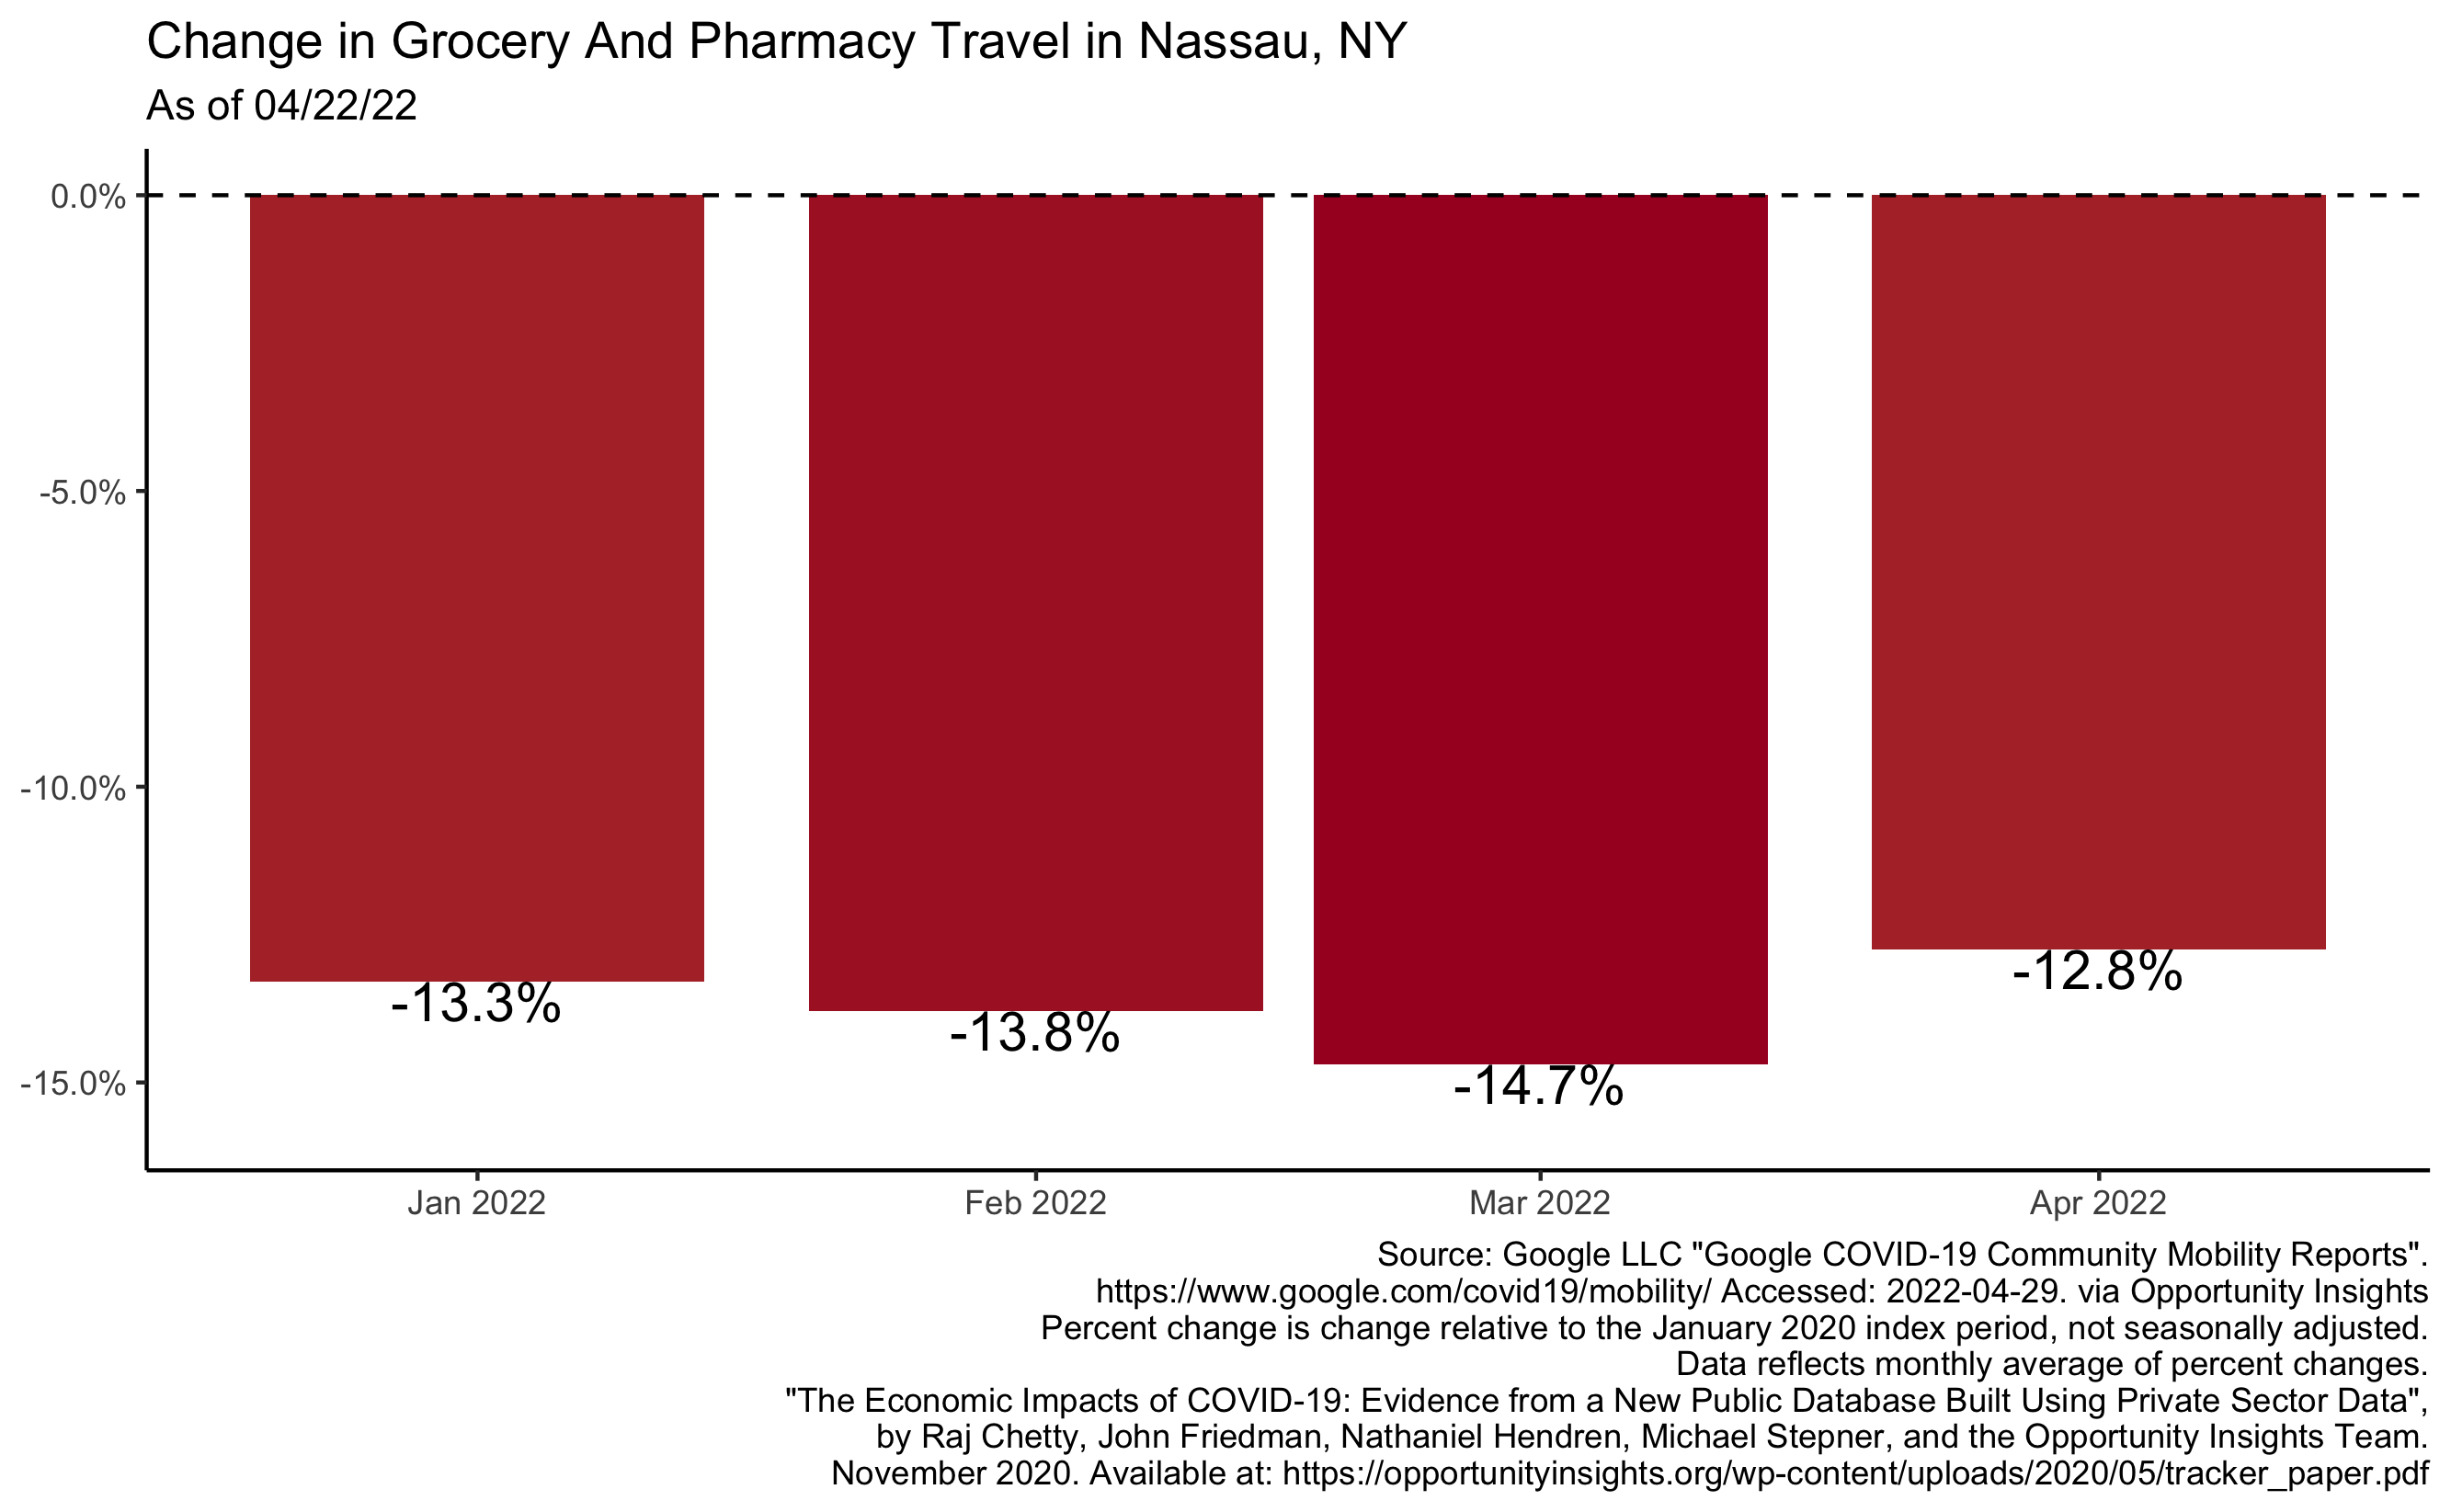 Change in Grocery And Pharmacy Travel in Nassau, NY
As of 04/22/22
0.0%
-5.0%
-10.0%
-15.0%
-13.3%
-13.8%
-14.7%
-12.8%
Jan 2022
Feb 2022
Mar 2022
Apr 2022
Source: Google LLC "Google COVID-19 Community Mobility Reports".
https://www.google.com/covid19/mobility/ Accessed: 2022-04-29. via Opportunity Insights
Percent change is change relative to the January 2020 index period, not seasonally adjusted.
Data reflects monthly average of percent changes.
"The Economic Impacts of COVID-19: Evidence from a New Public Database Built Using Private Sector Data",
by Raj Chetty, John Friedman, Nathaniel Hendren, Michael Stepner, and the Opportunity Insights Team.
November 2020. Available at: https://opportunityinsights.org/wp-content/uploads/2020/05/tracker_paper.pdf